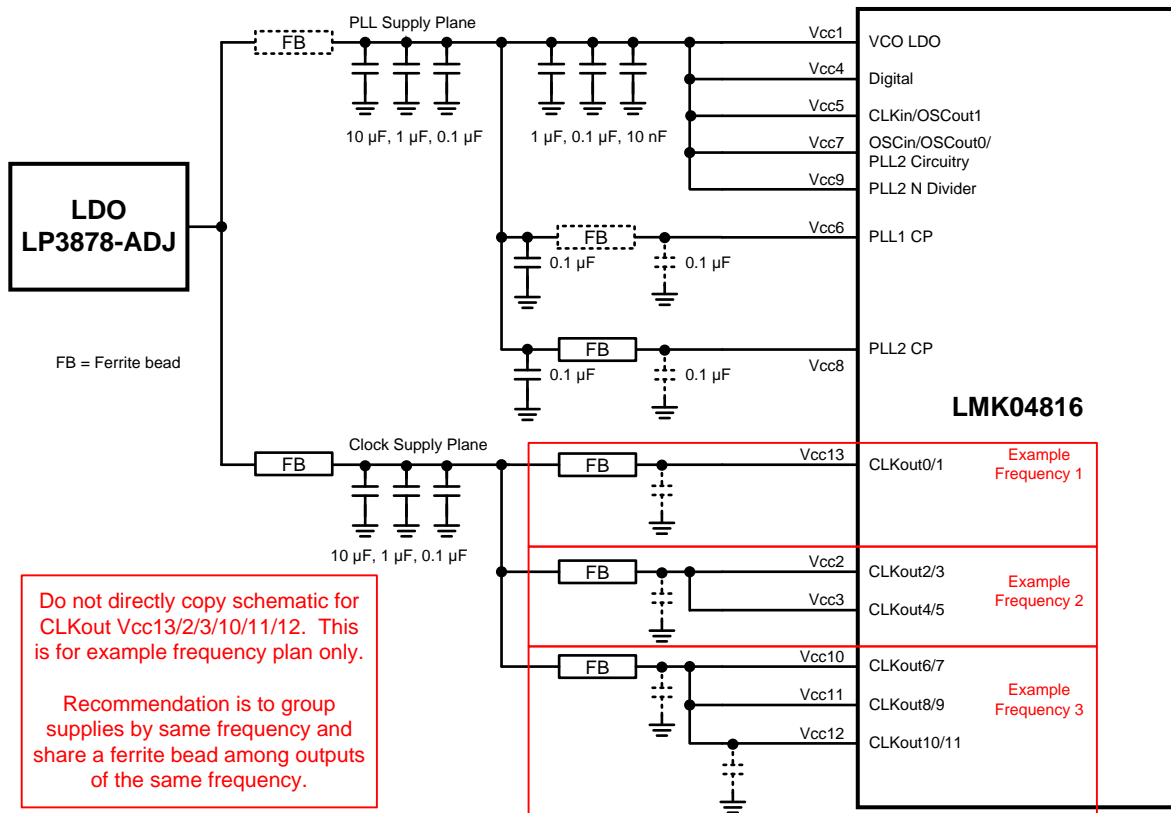 PLL Supply Plane
FB
10 µF, 1 µF, 0.1 µF
1 µF, 0.1 µF, 10 nF
Vcc1
VCO LDO
Vcc4
Digital
Vcc5
CLKin/OSCout1
Vcc7
OSCin/OSCout0/
PLL2 Circuitry
Vcc9
PLL2 N Divider
LDO
LP3878-ADJ
FB
0.1 µF
0.1 µF
Vcc6
PLL1 CP
FB = Ferrite bead
FB
0.1 µF
0.1 µF
Vcc8
PLL2 CP
LMK04816
Clock Supply Plane
FB
10 µF, 1 µF, 0.1 µF
FB
Vcc13
CLKout0/1
Example
Frequency 1
FB
Vcc2
CLKout2/3
Vcc3
CLKout4/5
Example
Frequency 2
FB
Vcc10
CLKout6/7
Vcc11
CLKout8/9
Vcc12
CLKout10/11
Example
Frequency 3
Do not directly copy schematic for
CLKout Vcc13/2/3/10/11/12. This
is for example frequency plan only.
Recommendation is to group
supplies by same frequency and
share a ferrite bead among outputs
of the same frequency.